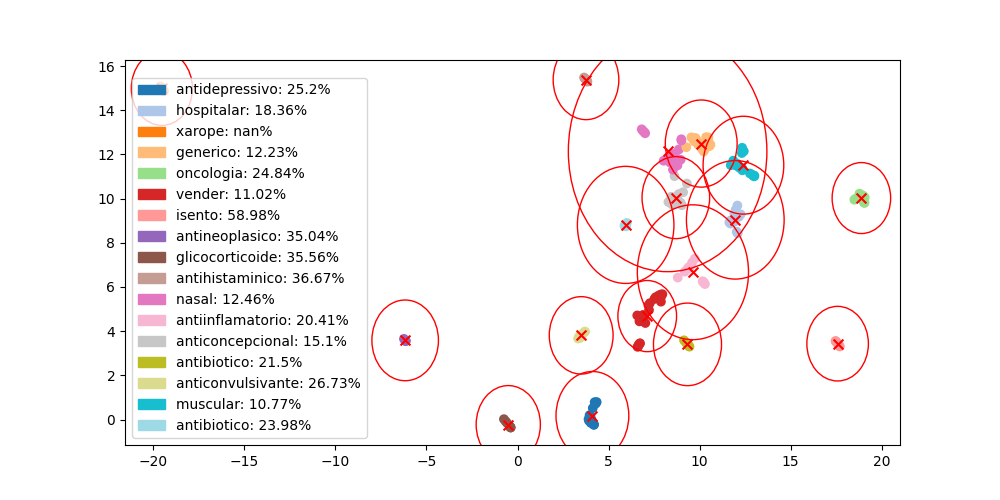 16
14
12
10
8
6
4
2
0
antidepressivo: 25.2%
hospitalar: 18.36%
xarope: nan%
generico: 12.23%
oncologia: 24.84%
vender: 11.02%
isento: 58.98%
antineoplasico: 35.04%
glicocorticoide: 35.56%
antihistaminico: 36.67%
nasal: 12.46%
antiinflamatorio: 20.41%
anticoncepcional: 15.1%
antibiotico: 21.5%
anticonvulsivante: 26.73%
muscular: 10.77%
antibiotico: 23.98%
−20 −15 −10 −5 0 5 10 15 20